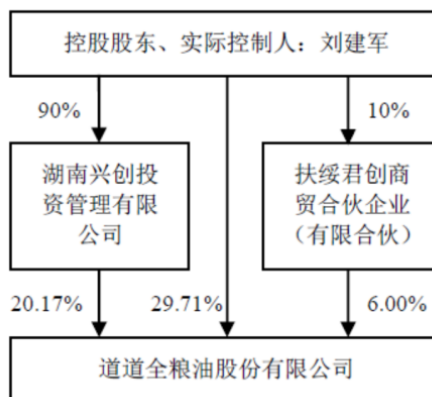 控股股东、实际控制人：刘建军
90%
10%
湖南兴创投
资管理有限
公司
扶绥君创商
贸合伙企业
（有限合伙）
20.17%
29.71%
6.00%
道道全粮油股份有限公司